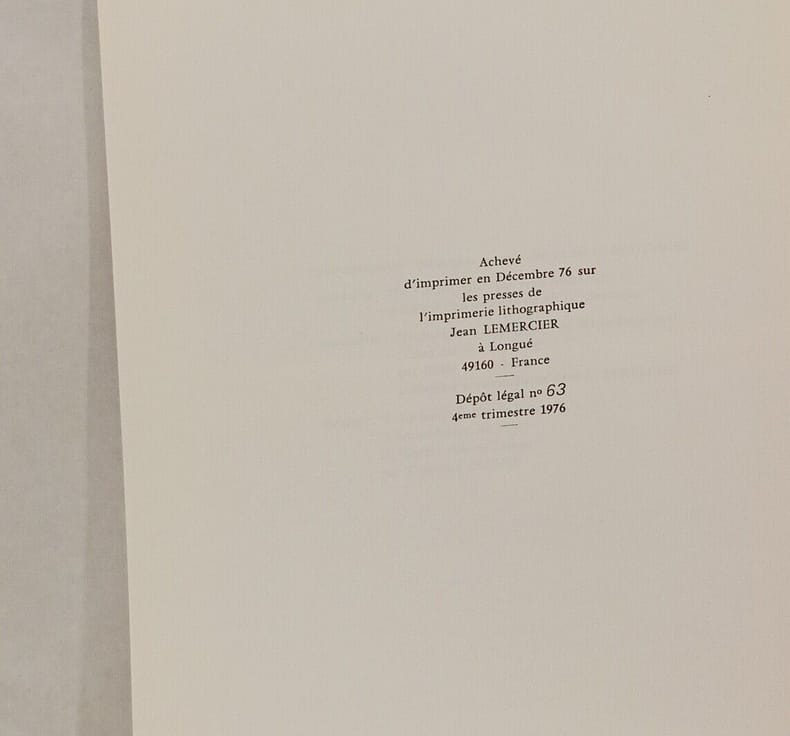 Achevé
d'imprimer en Décembre 76 sur
les presses de
l'imprimerie lithographique
Jean LEMERCIER
à Longué
49160 - France
Dépôt légal nº 63
4eme trimestre 1976